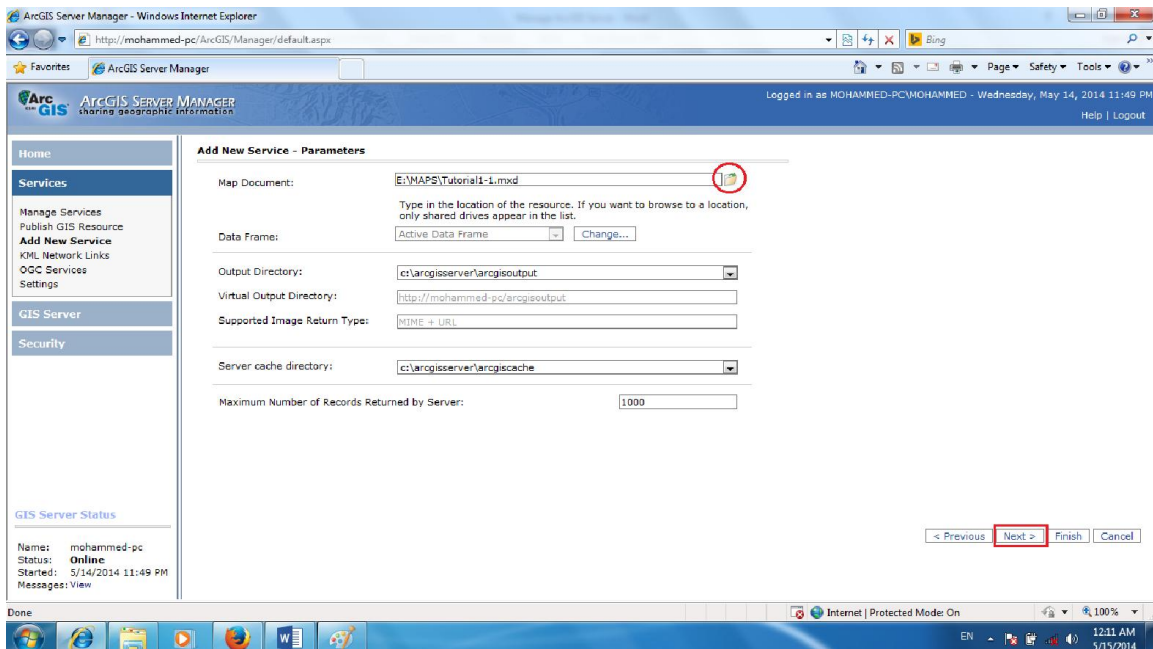 ArcGIS Server Manager - Windows Internet Explorer
http://mohammed-pc/ArcGIS/Manager/default.aspx
Bing
Favorites ArcGIS Server Manager
Page Safety Tools
Arc GIS ARCGIS SERVER MANAGER
sharing geographic information
Logged in as MOHAMMED-PC\MOHAMMED - Wednesday, May 14, 2014 11:49 PM
Help | Logout
Home
Services
Manage Services
Publish GIS Resource
Add New Service
KML Network Links
OGC Services
Settings
GIS Server
Security
Add New Service - Parameters
Map Document: E:\MAPS\Tutorial1-1.mxd
Type in the location of the resource. If you want to browse to a location,
only shared drives appear in the list.
Data Frame: Active Data Frame Change...
Output Directory: c:\arcgisserver\arcgisoutput
Virtual Output Directory: http://mohammed-pc/arcgisoutput
Supported Image Return Type: MIME + URL
Server cache directory: c:\arcgisserver\arcgiscache
Maximum Number of Records Returned by Server: 1000
< Previous Next > Finish Cancel
GIS Server Status
Name: mohammed-pc
Status: Online
Started: 5/14/2014 11:49 PM
Messages: View
Done
Internet | Protected Mode: On
100%
EN
12:11 AM
5/15/2014